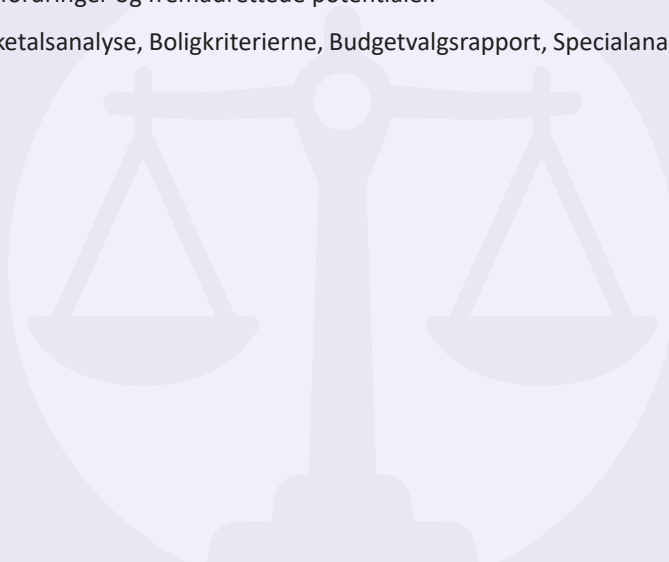 fordringer og fremadrettede potentialer.
ketalsanalyse, Boligkriterierne, Budgetvalgsrapport, Specialana